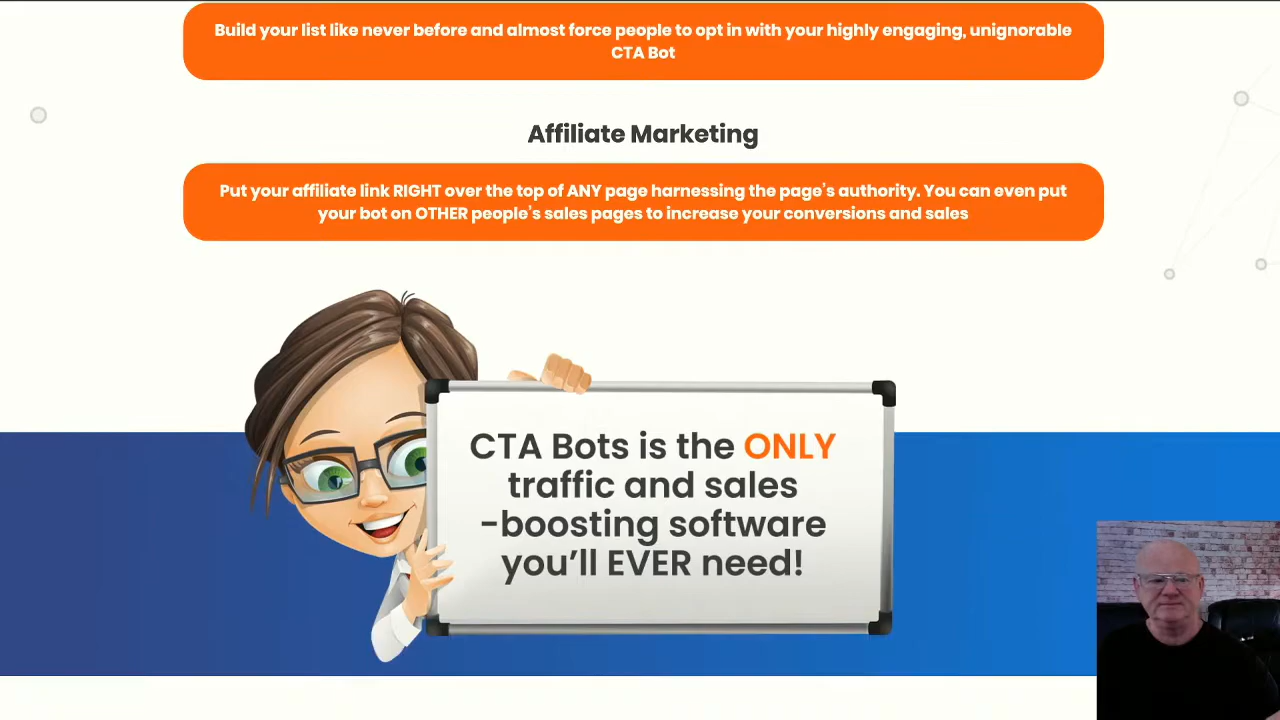 Build your list like never before and almost force people to opt in with your highly engaging, unignorable
CTA Bot
Affiliate Marketing
Put your affiliate link RIGHT over the top of ANY page harnessing the page's authority. You can even put
your bot on OTHER people's sales pages to increase your conversions and sales
CTA Bots is the ONLY
traffic and sales
-boosting software
you'll EVER need!